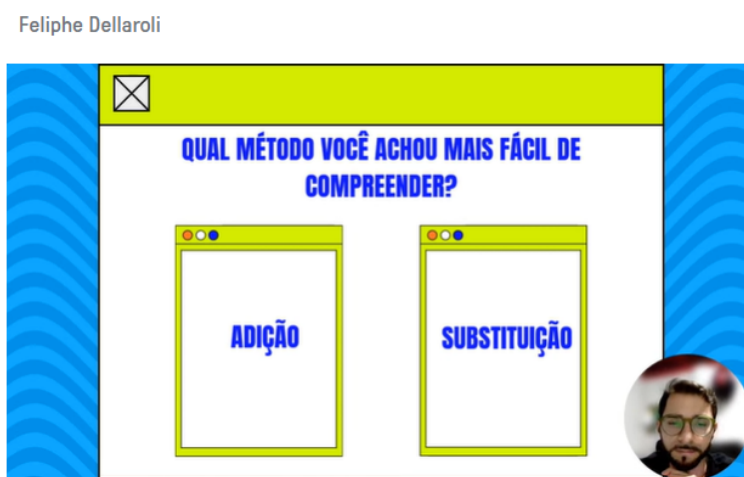 Feliphe Dellaroli
QUAL MÉTODO VOCÊ ACHOU MAIS FÁCIL DE
COMPREENDER?
ADIÇÃO
SUBSTITUIÇÃO